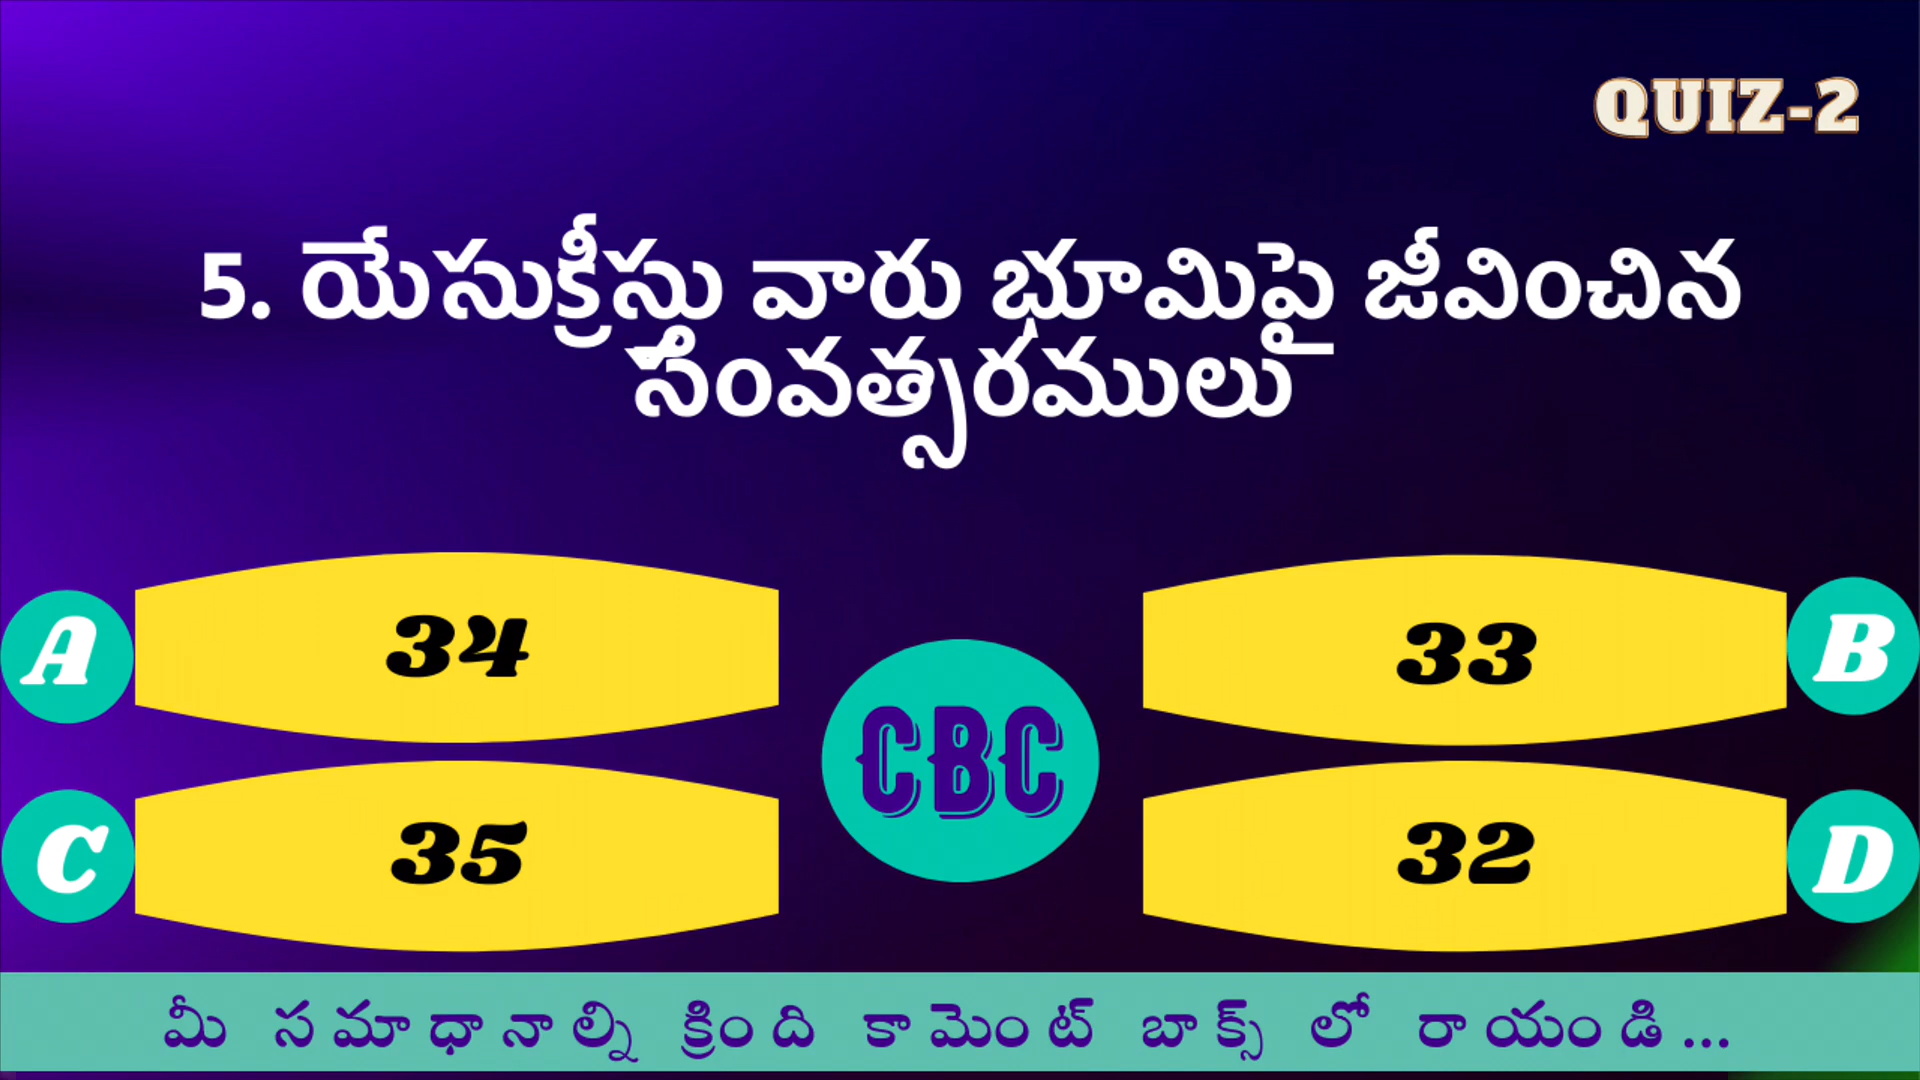 QUIZ-2
5. యేసుక్రీస్తు వారు భూమిపై జీవించిన
సంవత్సరములు
A 34
33 B
CBC
C 35
32 D
మీ సమాధానాల్ని క్రింది కామెంట్ బాక్స్ లో రాయండి...